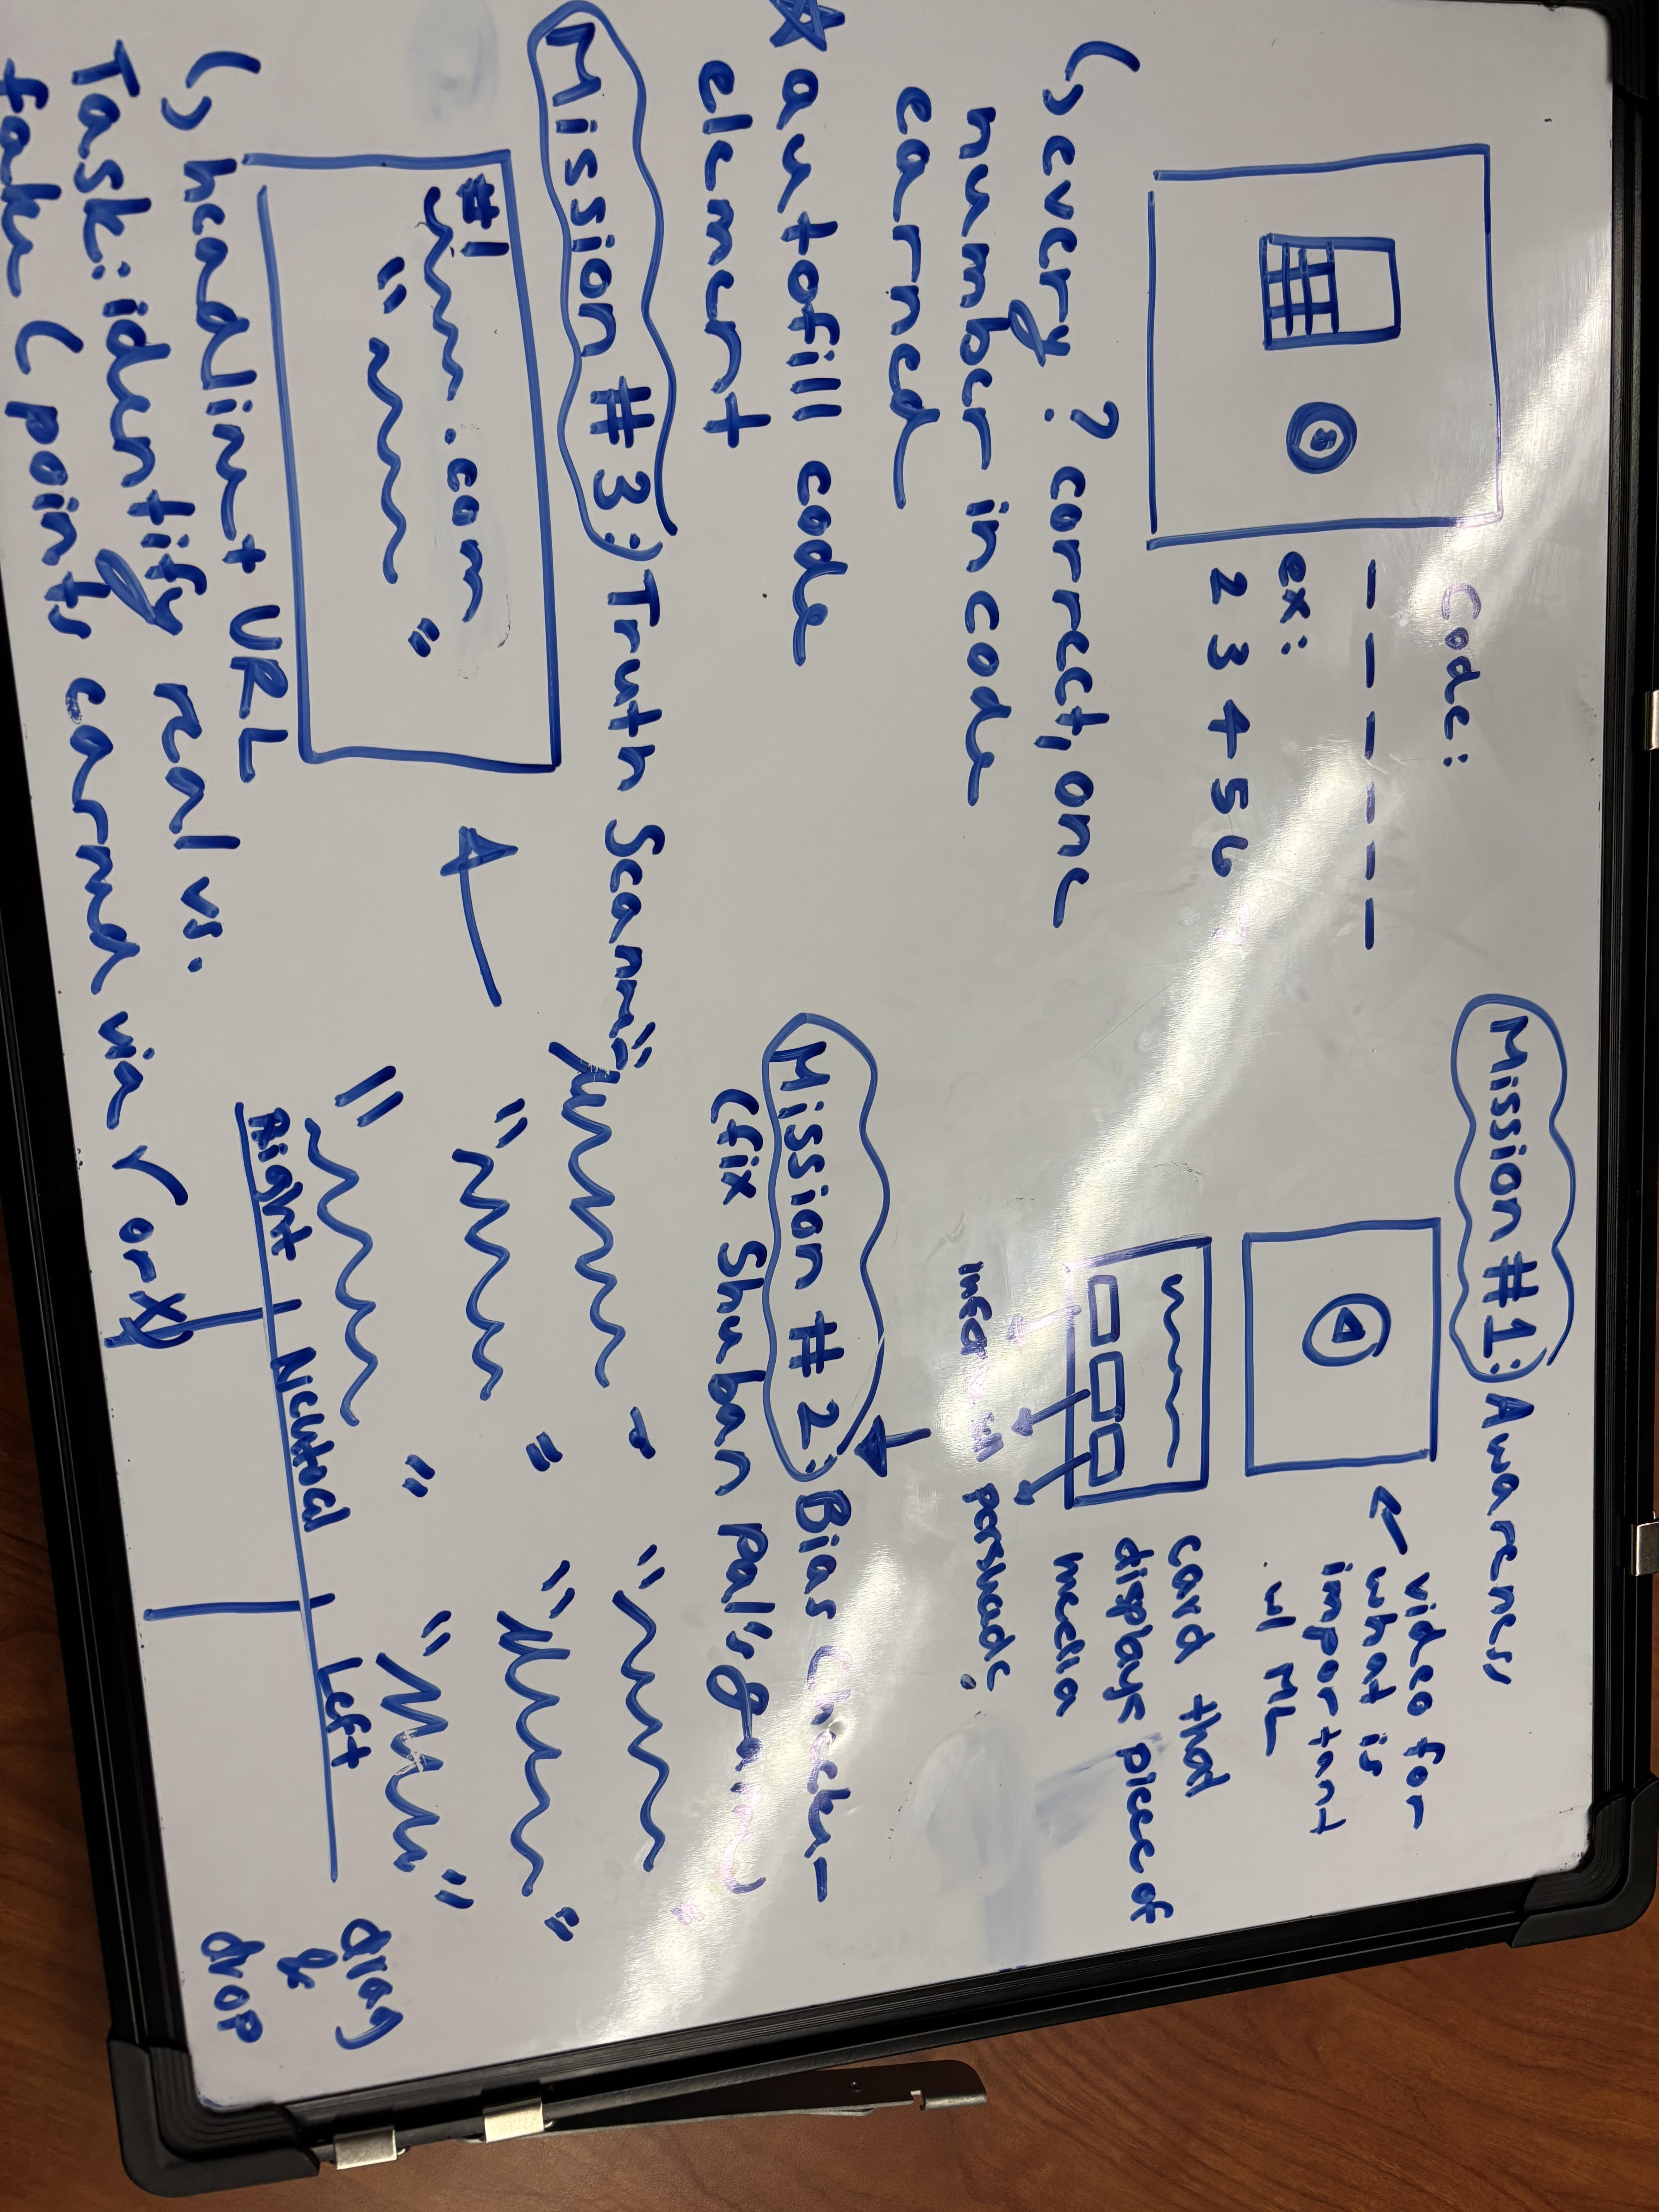 Code:
ex:
2 3 4 5 6
↳ every ? correct, one
number in code
earned
☆ autofill code
element
Mission #3: Truth Scanner
#1
.com
"
"
↳ headline + URL
Task: identify real vs.
fake (points earned via ✓ or X)
Mission #1: Awareness
← video for
what is
important
w/ ML
card that
displays piece of
media
inform persuade
Mission #2: Bias Checker
(fix Shuban pal's game)
Right Neutral Left
drag
&
drop